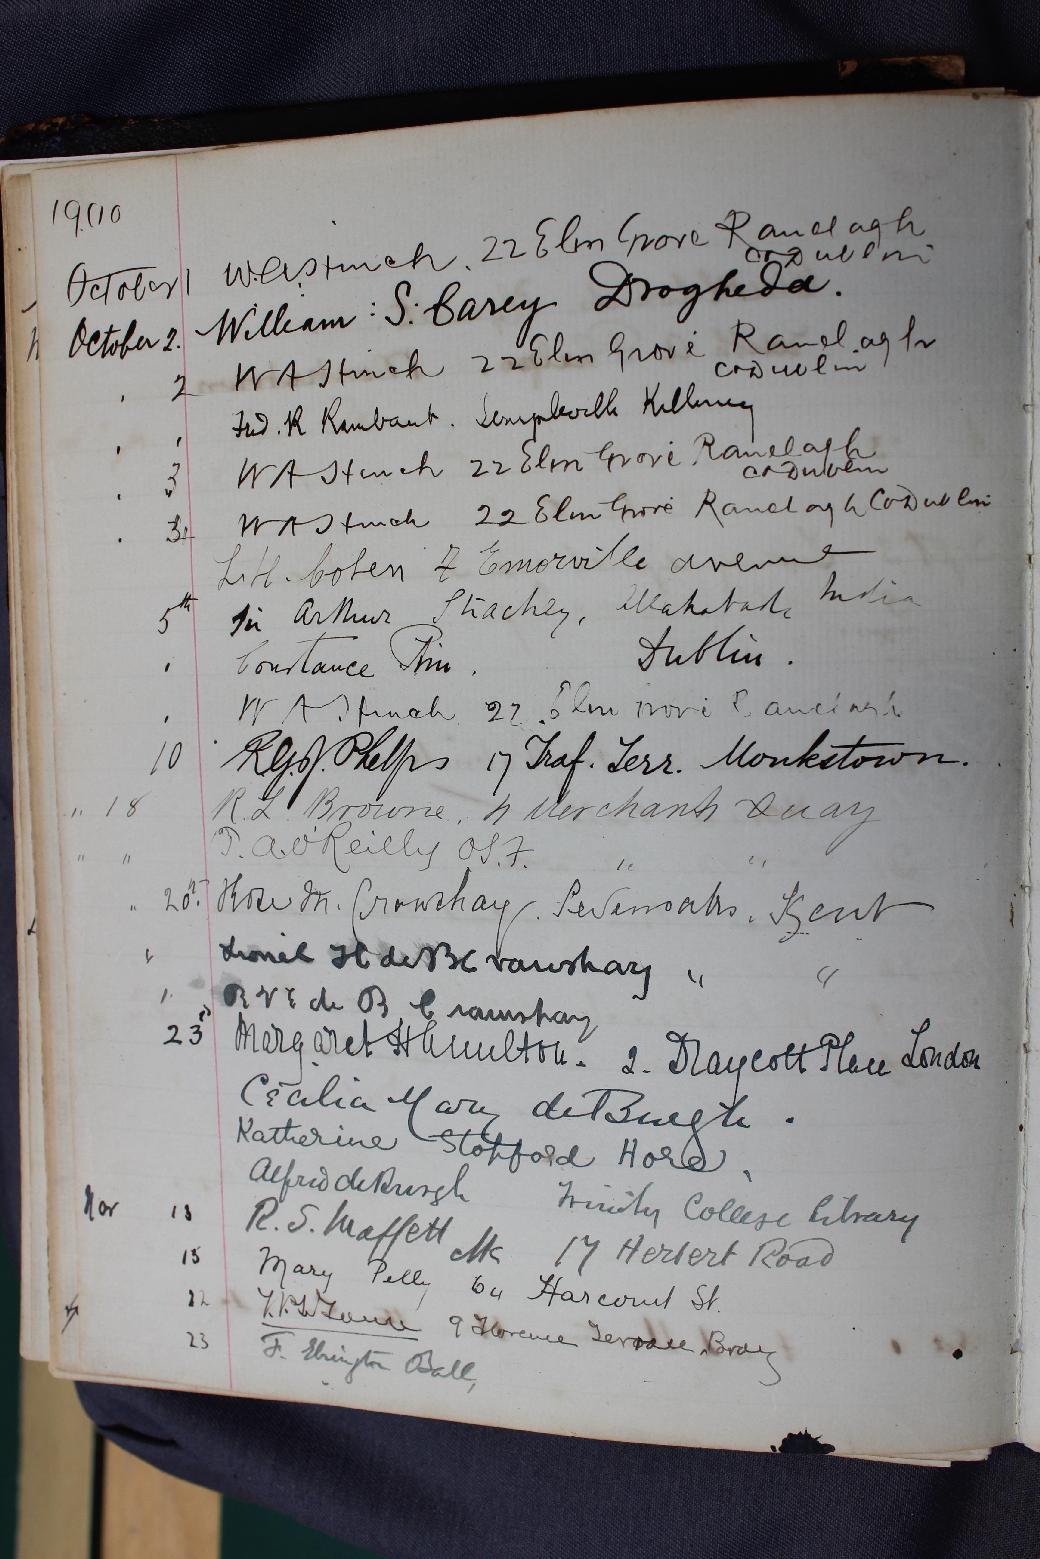 1900
October 1 W.A. Stinch. 22 Elm Grove Ranelagh
Co Dublin
October 2. William : S. Carey Drogheda.
2 W A Stinch 22 Elm Grove Ranelagh
Co Dublin
" " Fred. R Rambaut. Templeville Killiney
" 3 W A Stinch 22 Elm Grove Ranelagh
Co Dublin
" 3 W A Stinch 22 Elm Grove Ranelagh Co Dublin
L. H. Cohen 7 Emorville avenue
5th Sir Arthur Strachey, Allahabad, India
" Constance Pim. Dublin.
" W A Stinch 22 Elm Grove Ranelagh
10 Phelps 17 Traf. Terr. Monkstown.
" 18 R. L. Browne, 4 Merchants Quay
" " T. A. O'Reilly O.S.F. " "
" 20th Rose M. Crawshay. Sevenoaks. Kent
" Lionel H de B Crawshay " "
" de B Crawshay
23rd Margaret Hamilton. 2. Draycott Place London
Cecilia Mary de Burgh.
Katherine Stopford Hore.
Alfred de Burgh Trinity College Library
Nov 13 R. S. Maffett 17 Herbert Road
15 Mary Pelly 64 Harcourt St.
22 9 Florence Terrace, Bray
23 F. Elrington Ball,